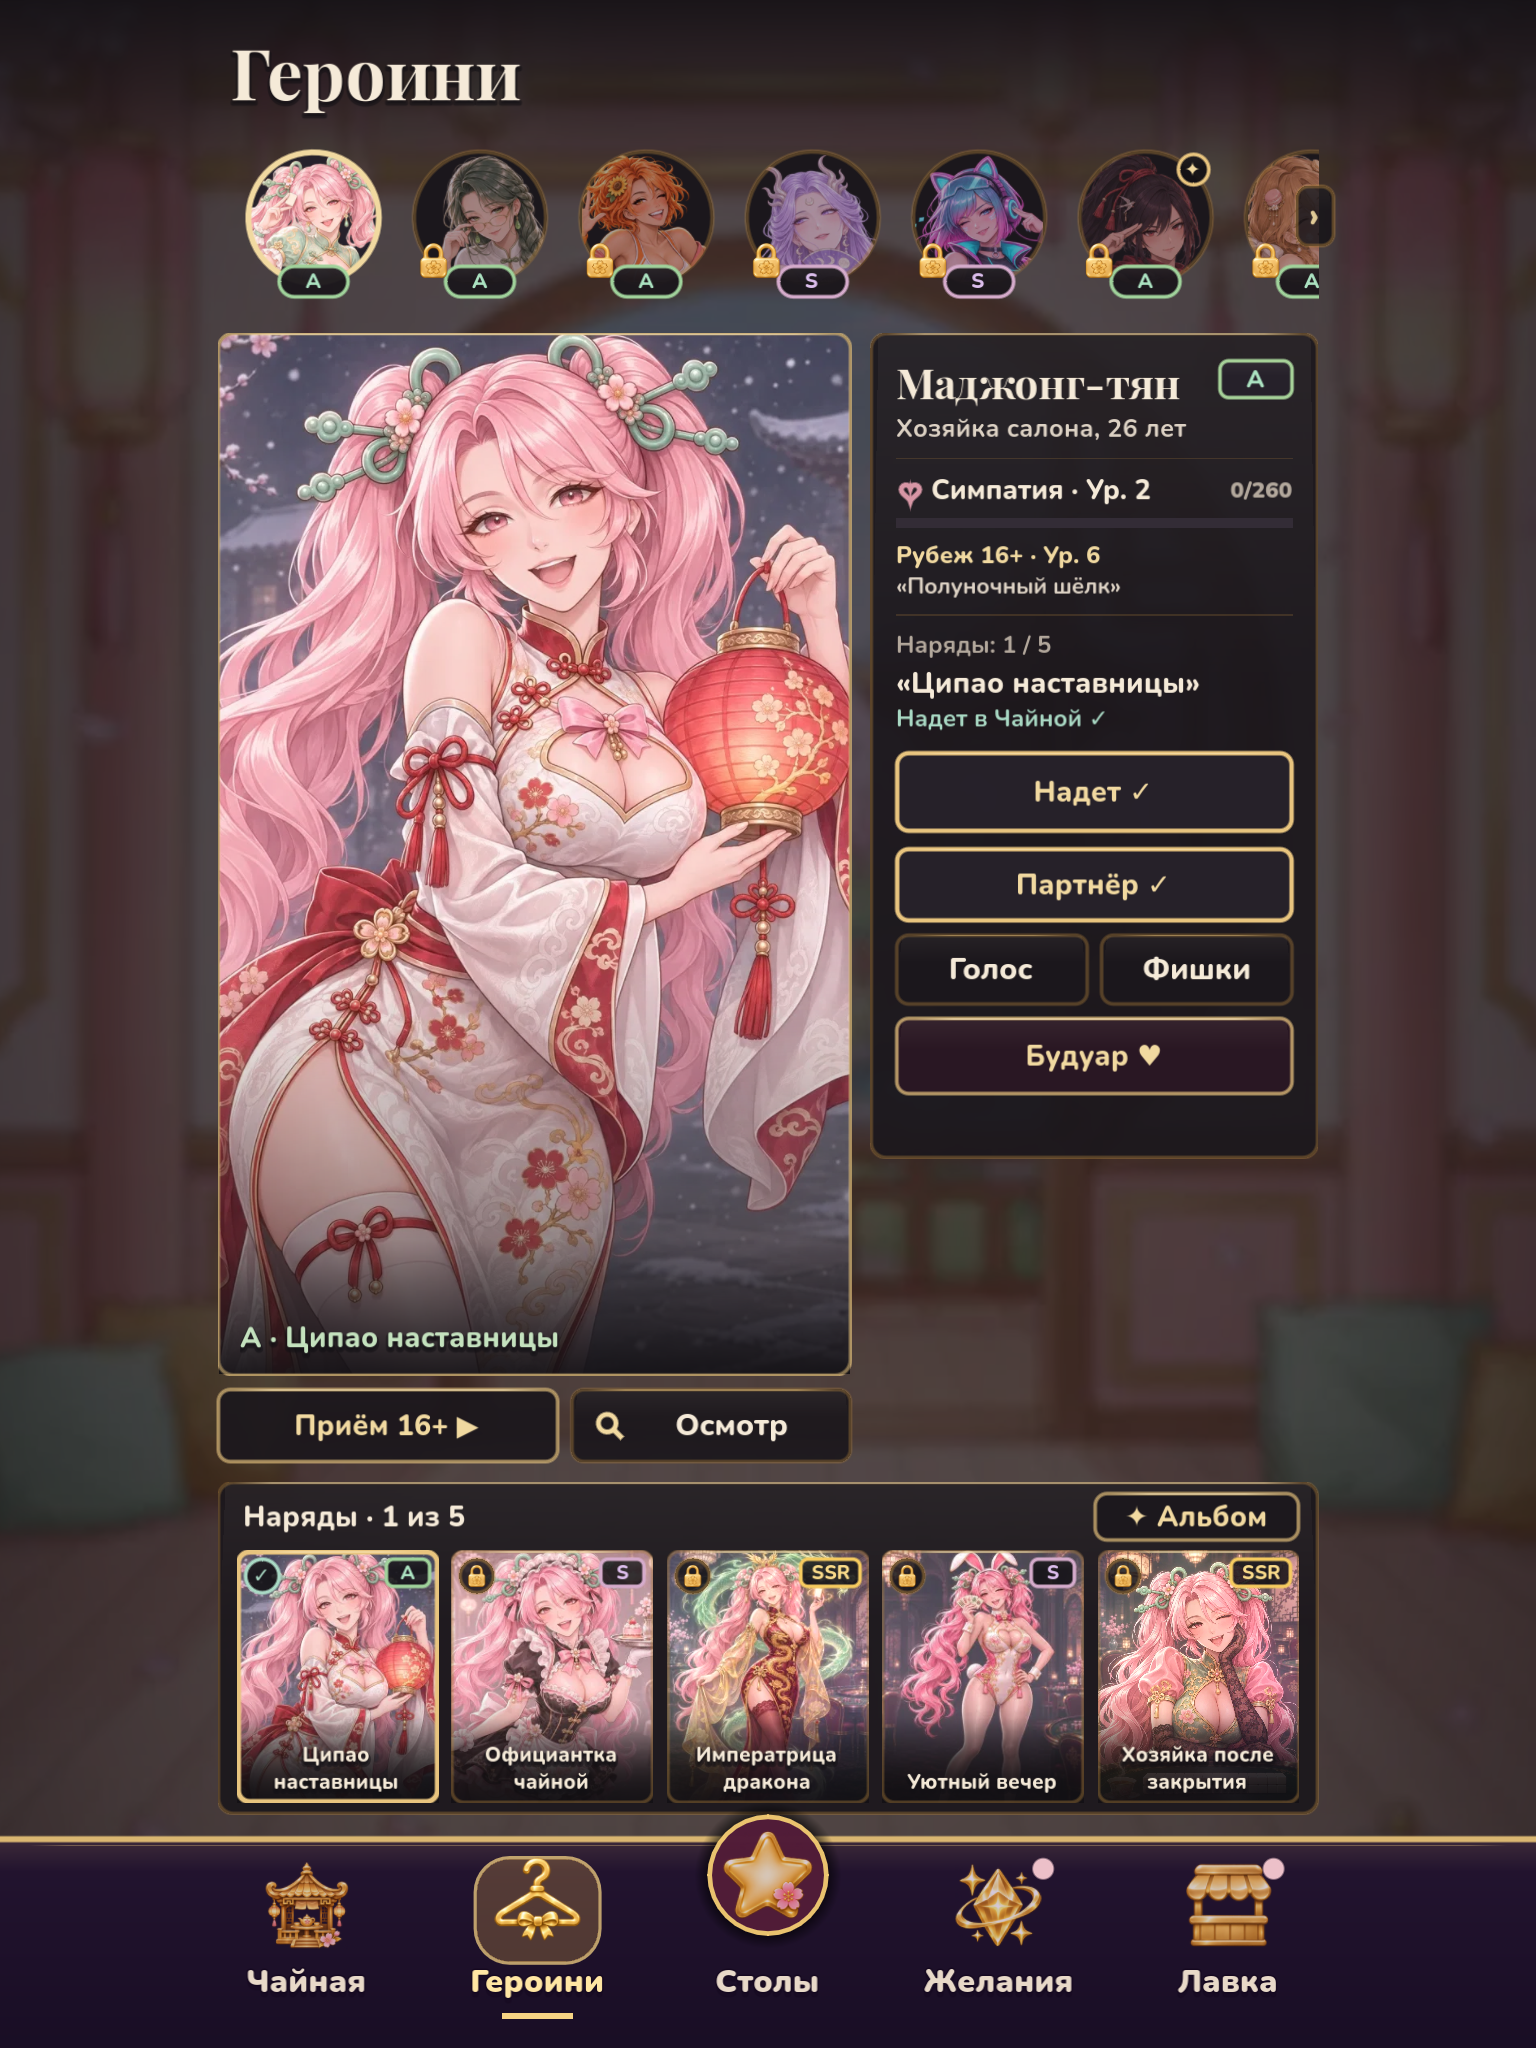 Героини
A
A
A
S
S
A
A
Маджонг-тян
A
Хозяйка салона, 26 лет
Симпатия · Ур. 2
0/260
Рубеж 16+ · Ур. 6
«Полуночный шёлк»
Наряды: 1 / 5
«Ципао наставницы»
Надет в Чайной ✓
Надет ✓
Партнёр ✓
Голос
Фишки
Будуар ♥
A · Ципао наставницы
Приём 16+ ▶
Осмотр
Наряды · 1 из 5
✦ Альбом
A
S
SSR
S
SSR
Ципао
наставницы
Официантка
чайной
Императрица
дракона
Уютный вечер
Хозяйка после
закрытия
Чайная
Героини
Столы
Желания
Лавка